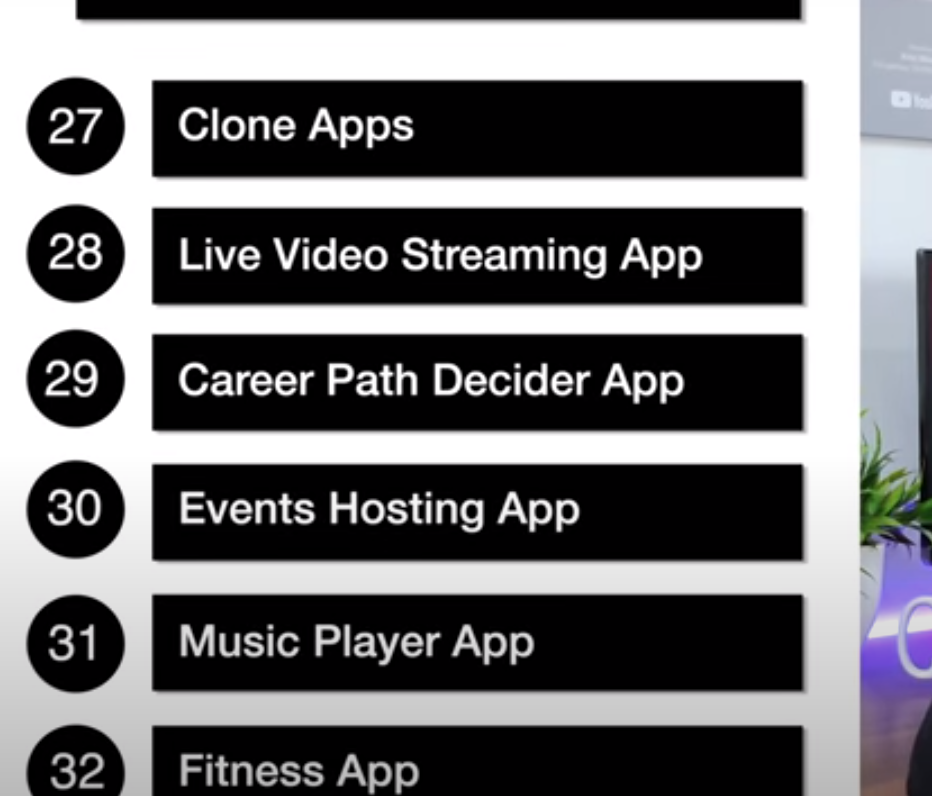 27 Clone Apps
28 Live Video Streaming App
29 Career Path Decider App
30 Events Hosting App
31 Music Player App
32 Fitness App